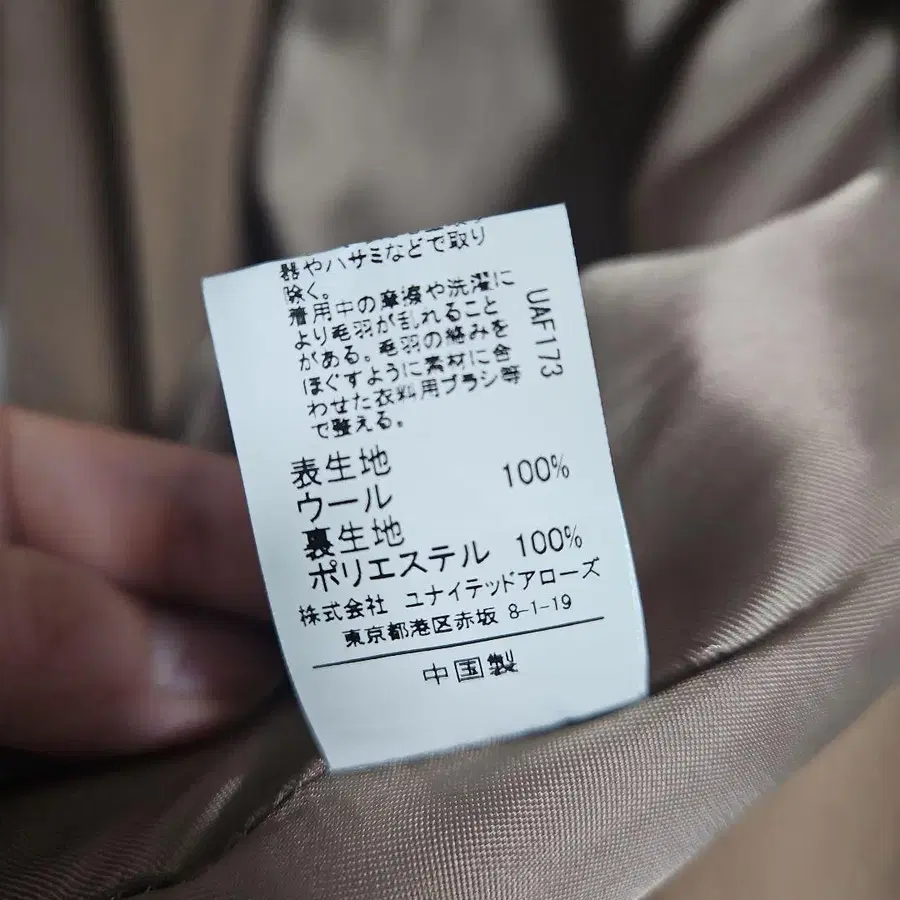 器やハサミなどで取り
除く。
着用中の摩擦や洗濯に
より毛羽が乱れること
がある。毛羽の絡みを
ほぐすように素材に合
わせた衣料用ブラシ等
で整える。
UAF173
表生地
ウール 100%
裏生地
ポリエステル 100%
株式会社 ユナイテッドアローズ
東京都港区赤坂 8-1-19
中国製